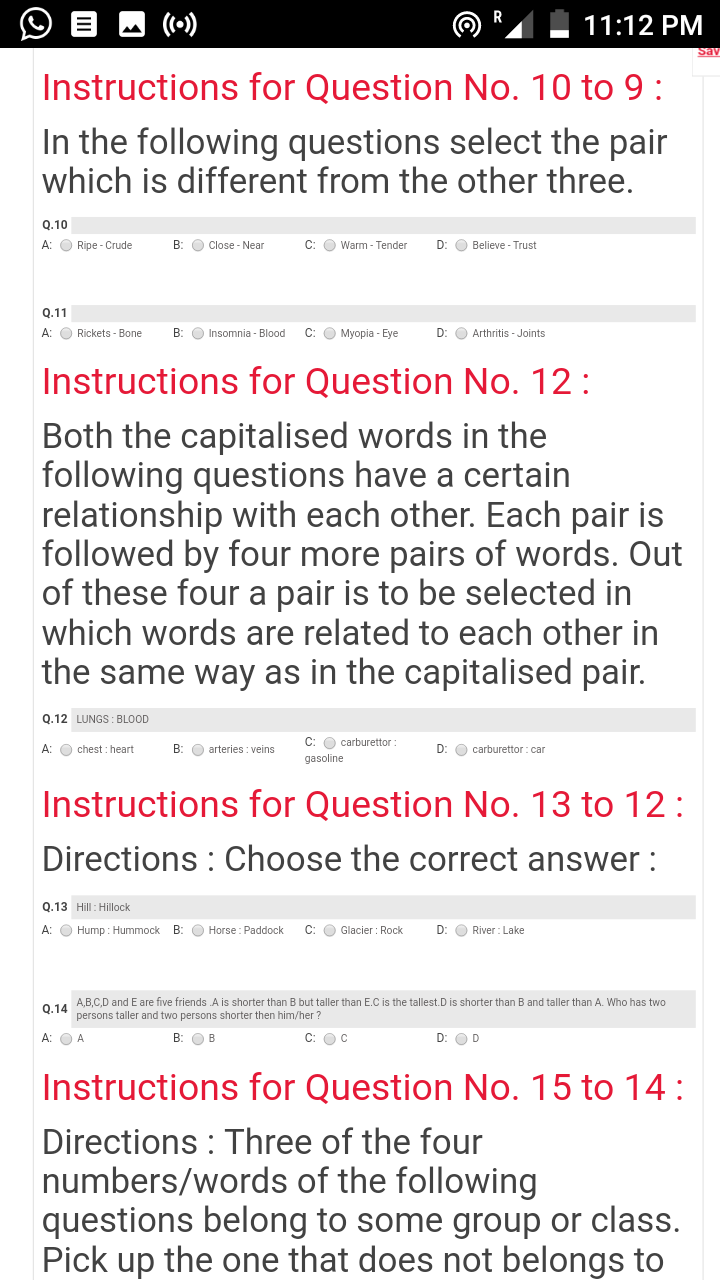 R 11:12 PM
Sav
Instructions for Question No. 10 to 9 :
In the following questions select the pair
which is different from the other three.
Q.10
A: Ripe - Crude B: Close - Near C: Warm - Tender D: Believe - Trust
Q.11
A: Rickets - Bone B: Insomnia - Blood C: Myopia - Eye D: Arthritis - Joints
Instructions for Question No. 12 :
Both the capitalised words in the
following questions have a certain
relationship with each other. Each pair is
followed by four more pairs of words. Out
of these four a pair is to be selected in
which words are related to each other in
the same way as in the capitalised pair.
Q.12 LUNGS : BLOOD
A: chest : heart B: arteries : veins C: carburettor :
gasoline D: carburettor : car
Instructions for Question No. 13 to 12 :
Directions : Choose the correct answer :
Q.13 Hill : Hillock
A: Hump : Hummock B: Horse : Paddock C: Glacier : Rock D: River : Lake
Q.14 A,B,C,D and E are five friends .A is shorter than B but taller than E.C is the tallest.D is shorter than B and taller than A. Who has two
persons taller and two persons shorter then him/her ?
A: A B: B C: C D: D
Instructions for Question No. 15 to 14 :
Directions : Three of the four
numbers/words of the following
questions belong to some group or class.
Pick up the one that does not belongs to